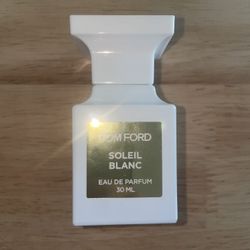 TOM FORD
SOLEIL
BLANC
EAU DE PARFUM
30 ML